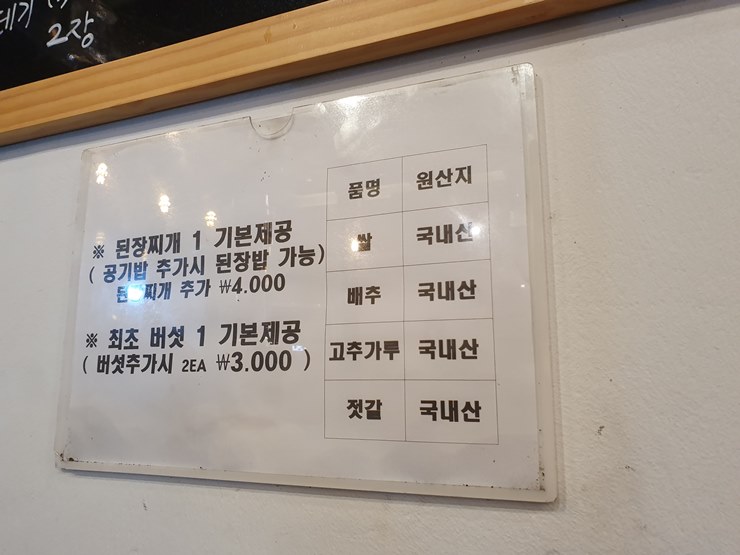 데기
2장
※ 된장찌개 1 기본제공
( 공기밥 추가시 된장밥 가능)
된장찌개 추가 ₩4.000
※ 최초 버섯 1 기본제공
( 버섯추가시 2EA ₩3.000 )
품명 원산지
쌀 국내산
배추 국내산
고추가루 국내산
젓갈 국내산